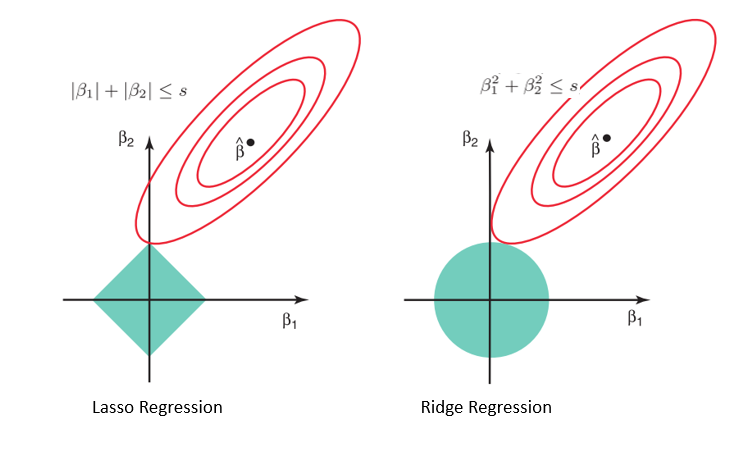 |β₁| + |β₂| ≤ s
β₂
β̂
β₁
Lasso Regression
β₁² + β₂² ≤ s
β₂
β̂
β₁
Ridge Regression